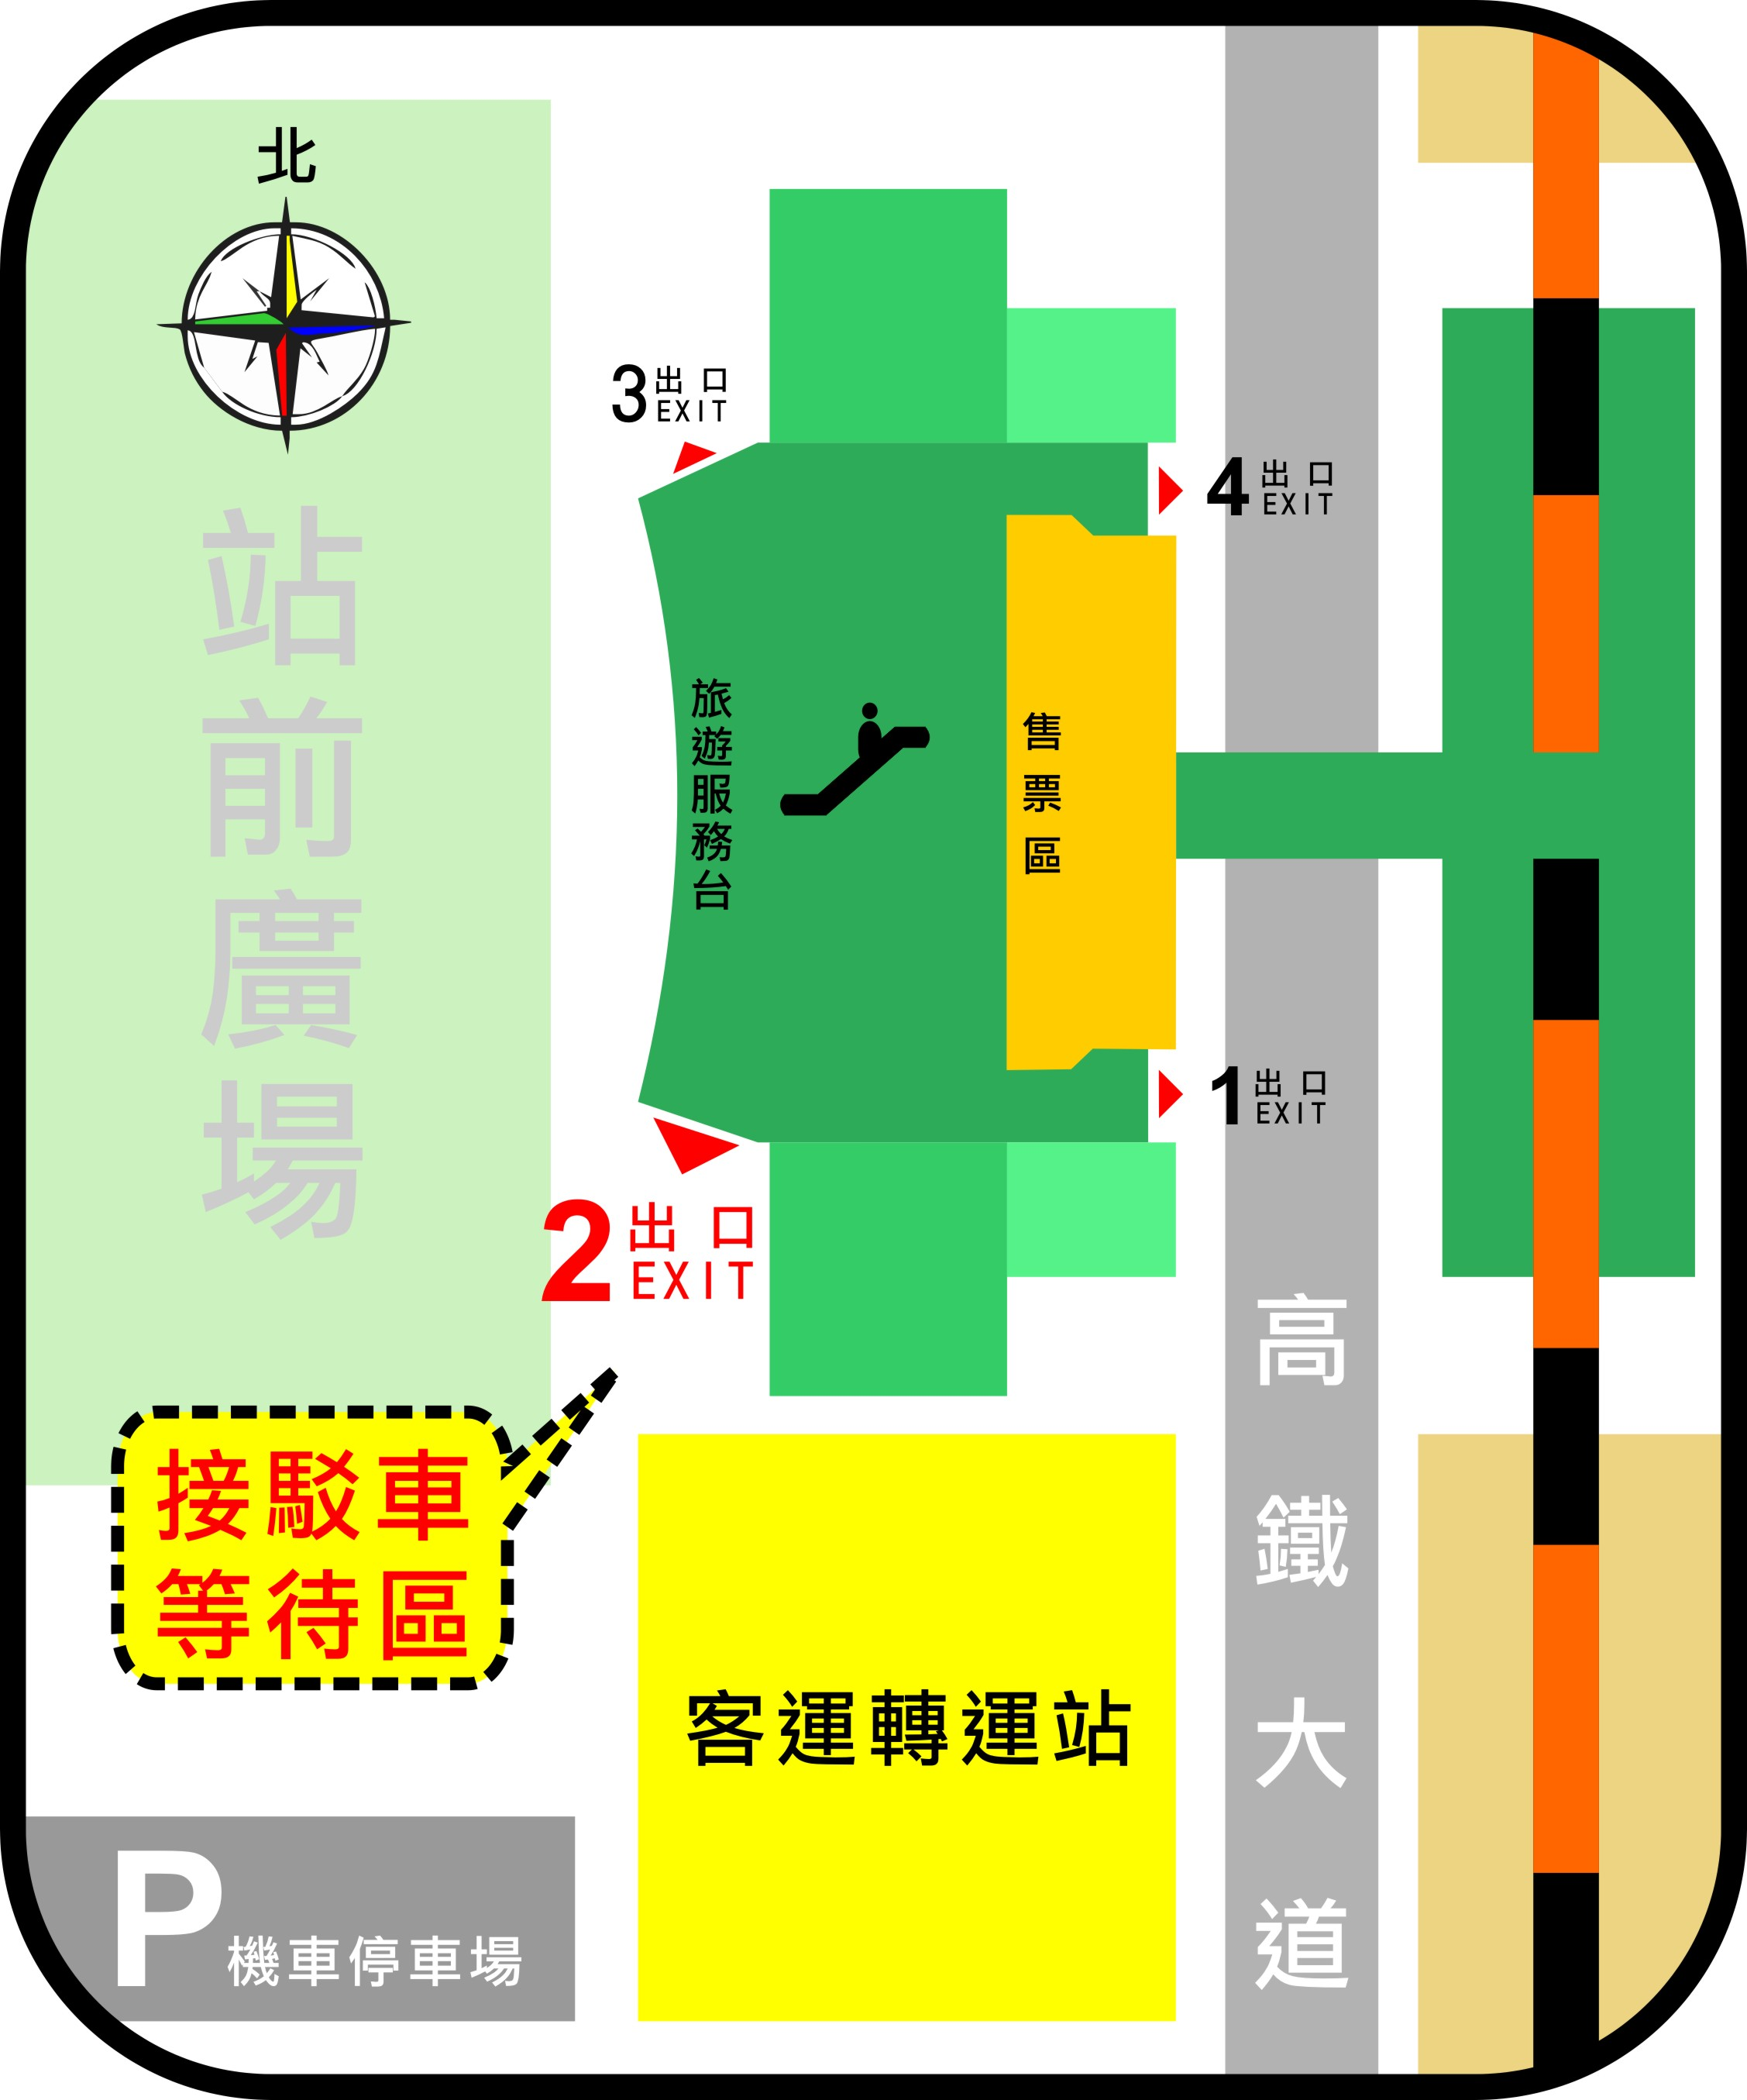 北
站前廣場
3 出口
EXIT
4 出口
EXIT
旅遊服務台
售票區
1 出口
EXIT
2 出口
EXIT
高鐵大道
接駁車
等待區
客運轉運站
P 機車停車場